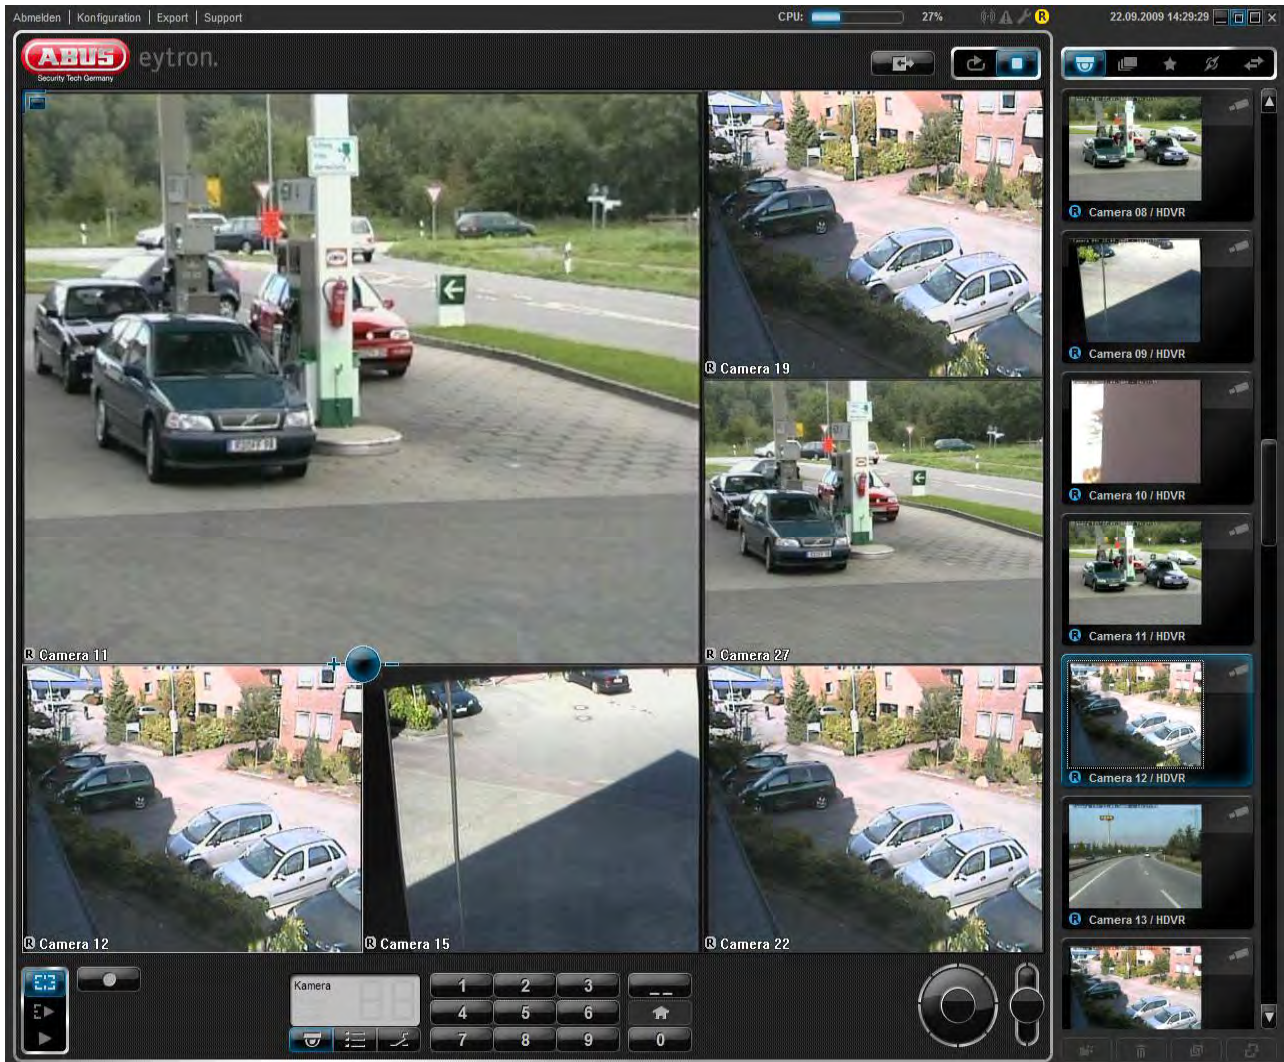 Abmelden | Konfiguration | Export | Support
CPU: 27%
R
22.09.2009 14:29:29
ABUS eytron.
Security Tech Germany
R Camera 11
R Camera 19
R Camera 27
R Camera 12
R Camera 15
R Camera 22
R Camera 08 / HDVR
R Camera 09 / HDVR
R Camera 10 / HDVR
R Camera 11 / HDVR
R Camera 12 / HDVR
R Camera 13 / HDVR
Kamera
1 2 3 _ _
4 5 6
7 8 9 0